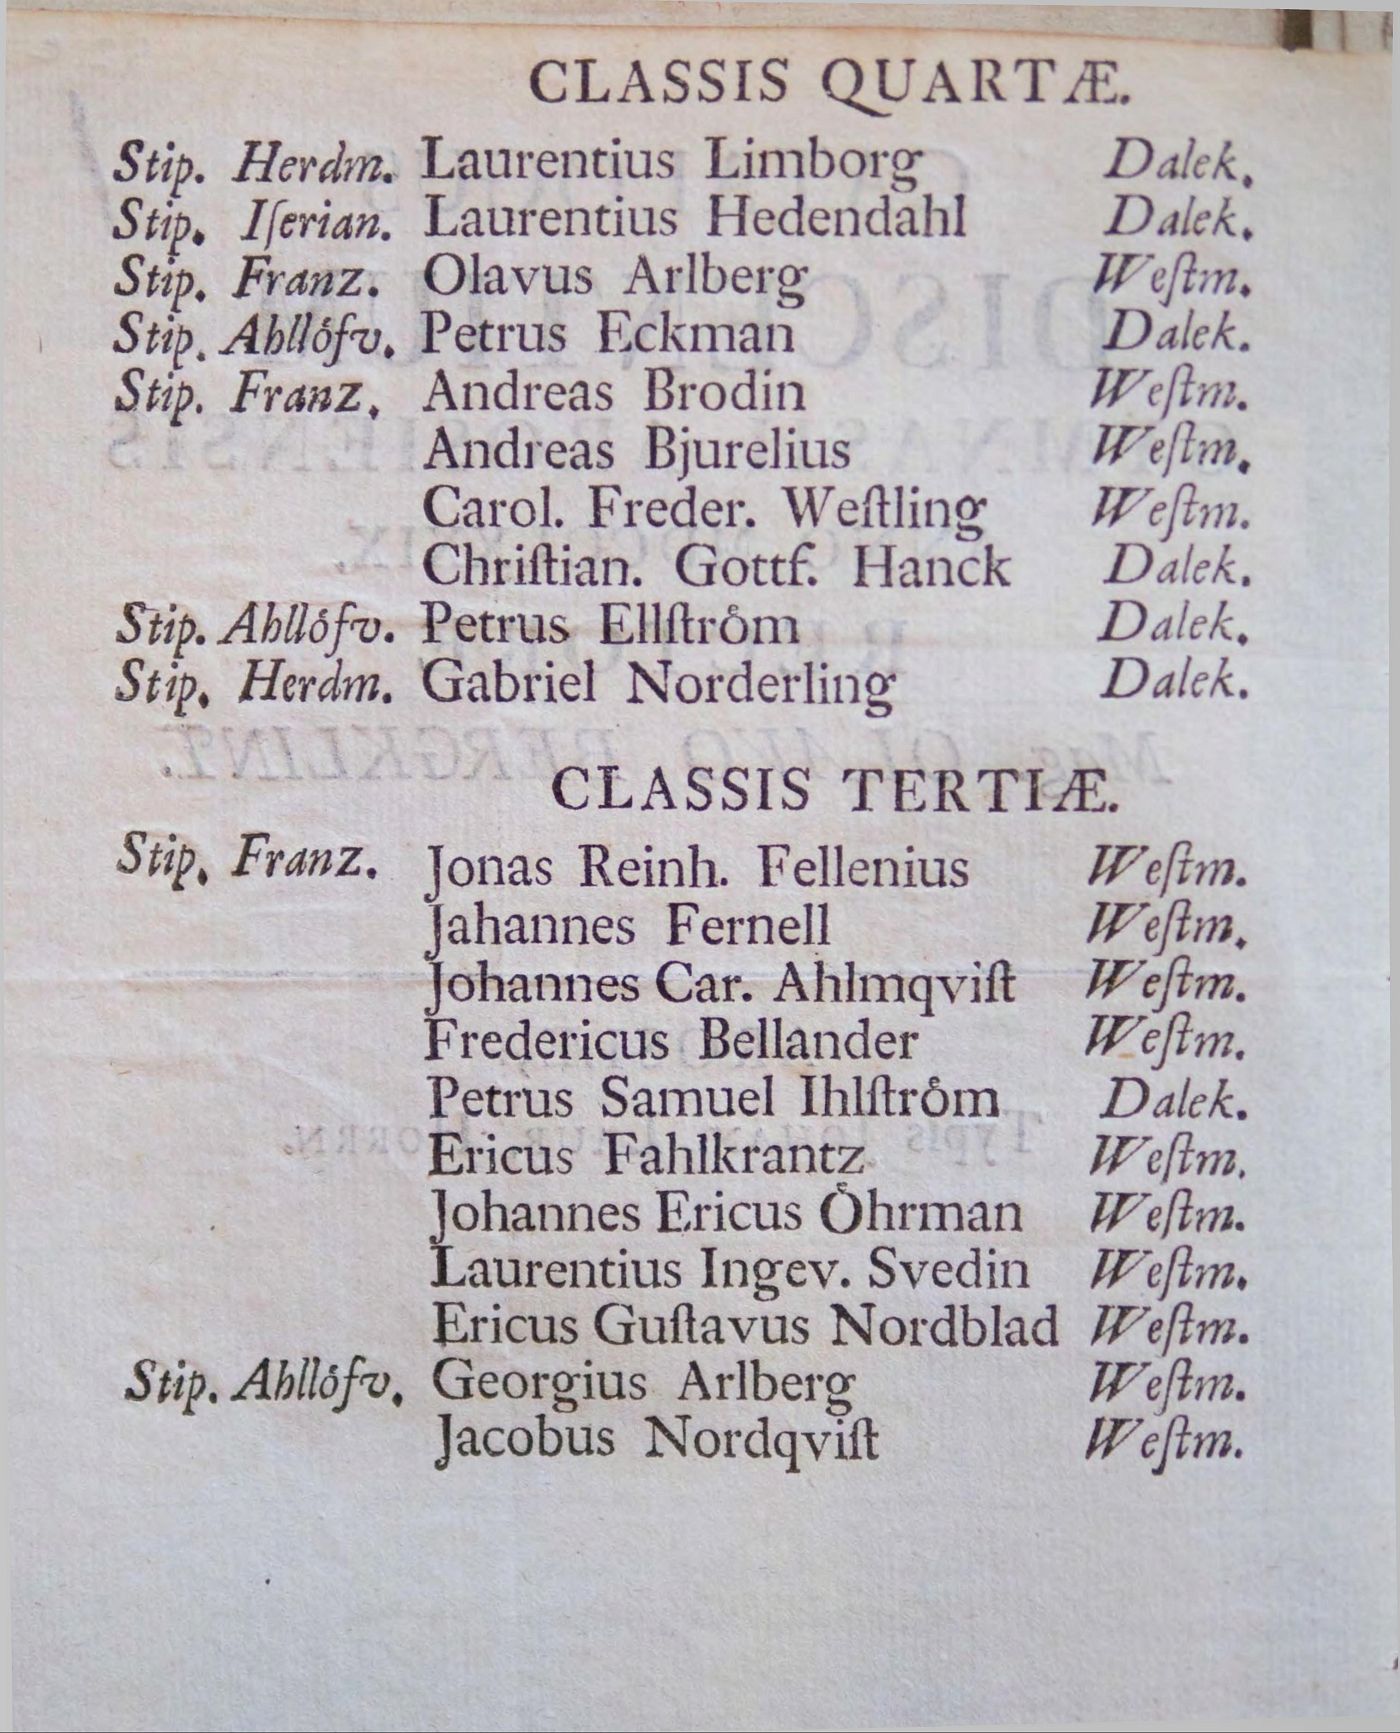 CLASSIS QUARTÆ.
Stip. Herdm. Laurentius Limborg Dalek.
Stip. Iſerian. Laurentius Hedendahl Dalek.
Stip. Franz. Olavus Arlberg Weſtm.
Stip. Ahllöfv. Petrus Eckman Dalek.
Stip. Franz. Andreas Brodin Weſtm.
Andreas Bjurelius Weſtm.
Carol. Freder. Weſtling Weſtm.
Chriſtian. Gottf. Hanck Dalek.
Stip. Ahllöfv. Petrus Ellſtröm Dalek.
Stip. Herdm. Gabriel Norderling Dalek.
CLASSIS TERTIÆ.
Stip. Franz. Jonas Reinh. Fellenius Weſtm.
Jahannes Fernell Weſtm.
Johannes Car. Ahlmqviſt Weſtm.
Fredericus Bellander Weſtm.
Petrus Samuel Ihlſtröm Dalek.
Ericus Fahlkrantz Weſtm.
Johannes Ericus Öhrman Weſtm.
Laurentius Ingev. Svedin Weſtm.
Ericus Guſtavus Nordblad Weſtm.
Stip. Ahllöfv. Georgius Arlberg Weſtm.
Jacobus Nordqviſt Weſtm.